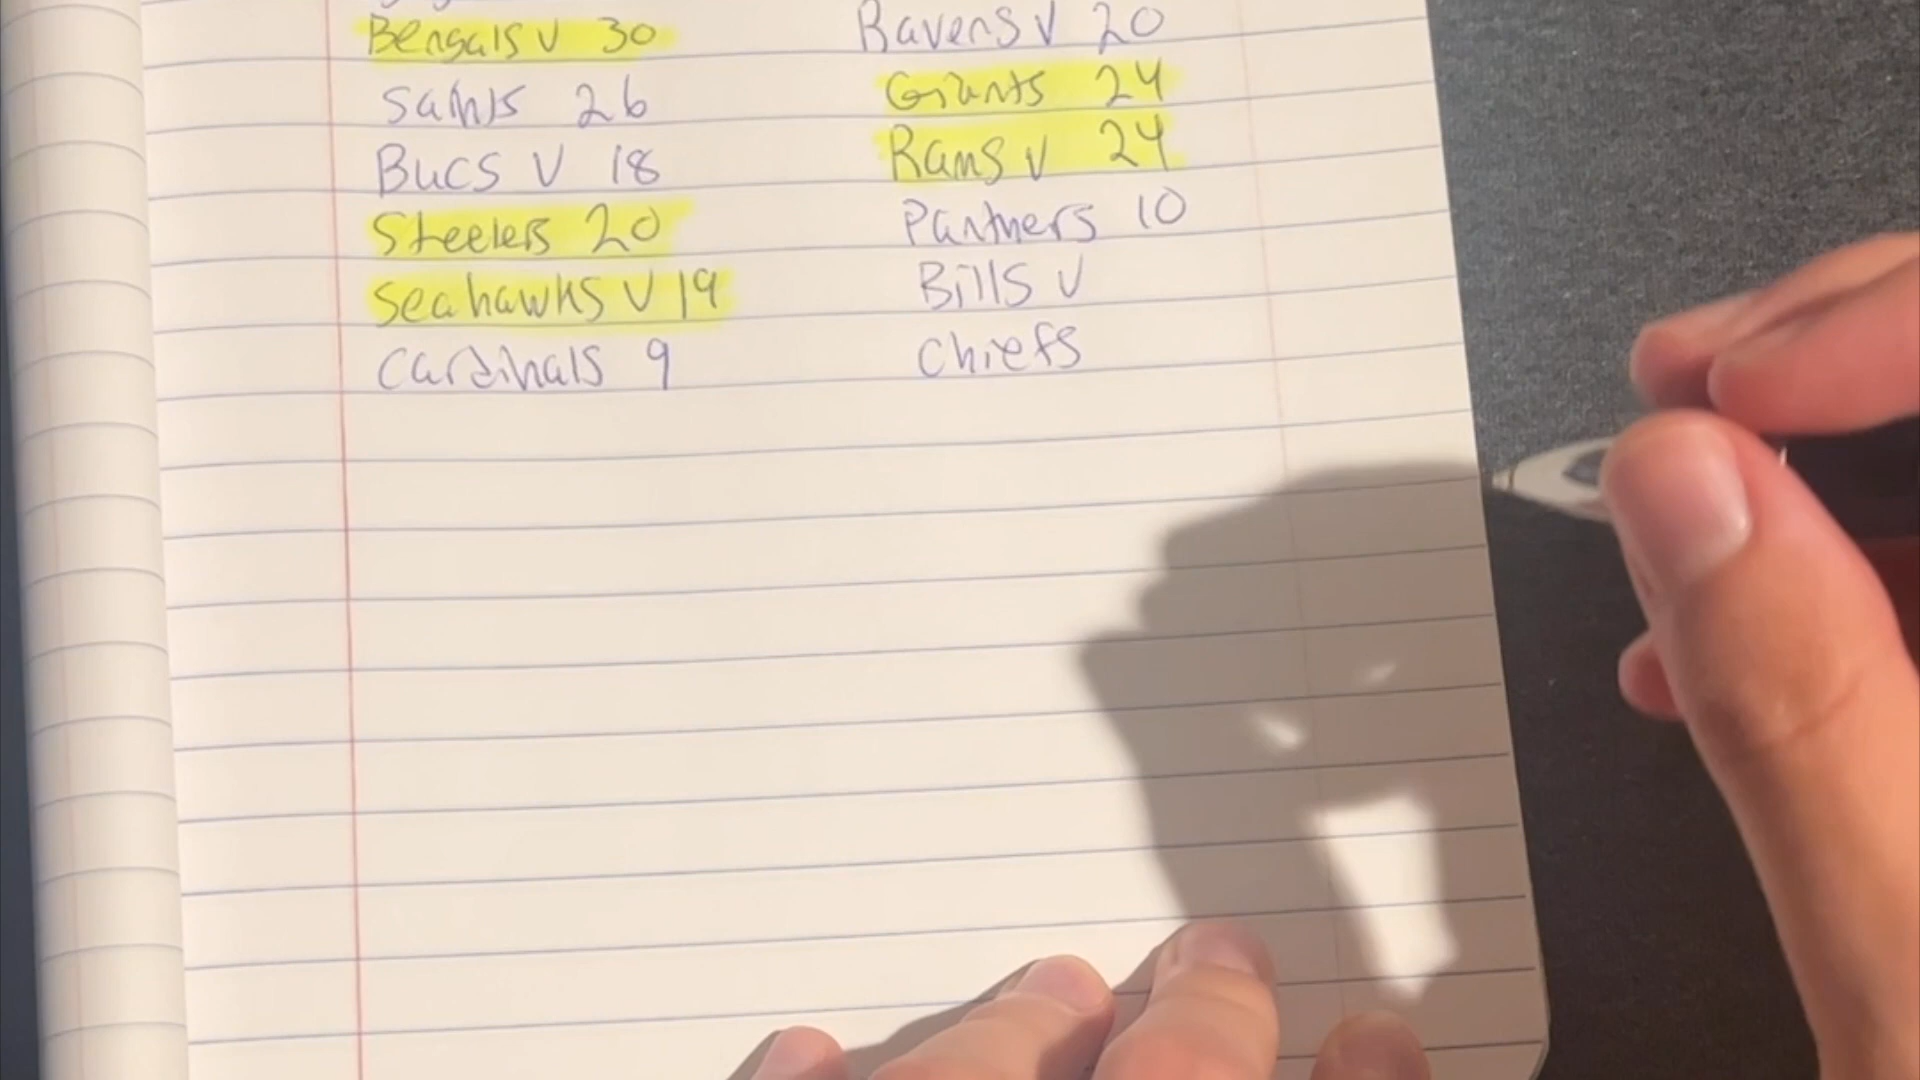 Bengals v 30
Saints 26
Bucs v 18
Steelers 20
Seahawks v 19
Cardinals 9
Ravens v 20
Giants 24
Rams v 24
Panthers 10
Bills v
Chiefs